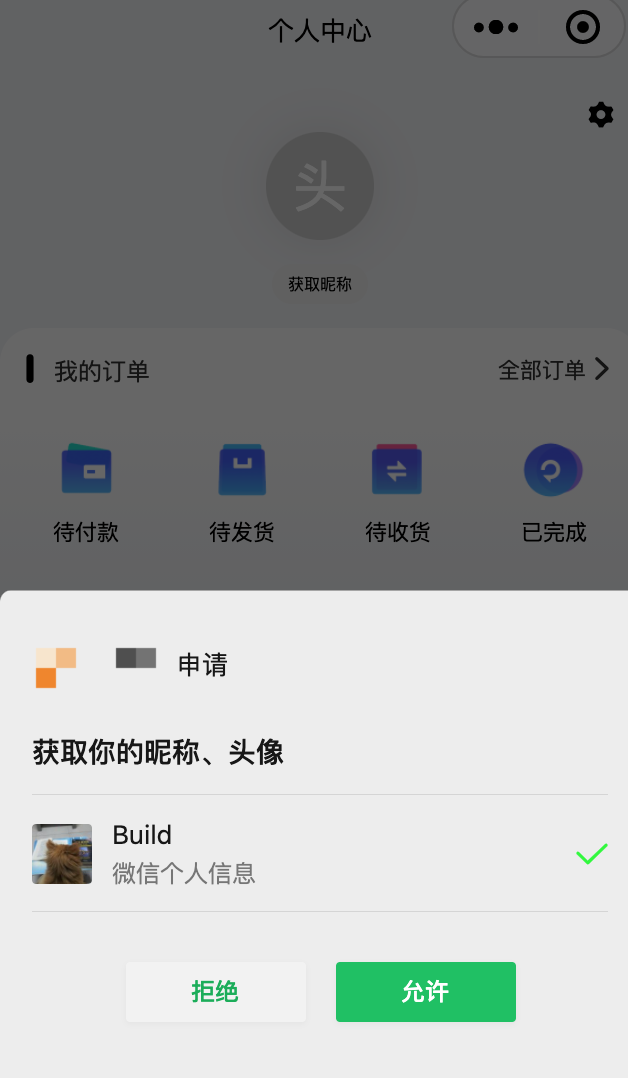 个人中心
头
获取昵称
我的订单
全部订单
待付款
待发货
待收货
已完成
申请
获取你的昵称、头像
Build
微信个人信息
拒绝
允许